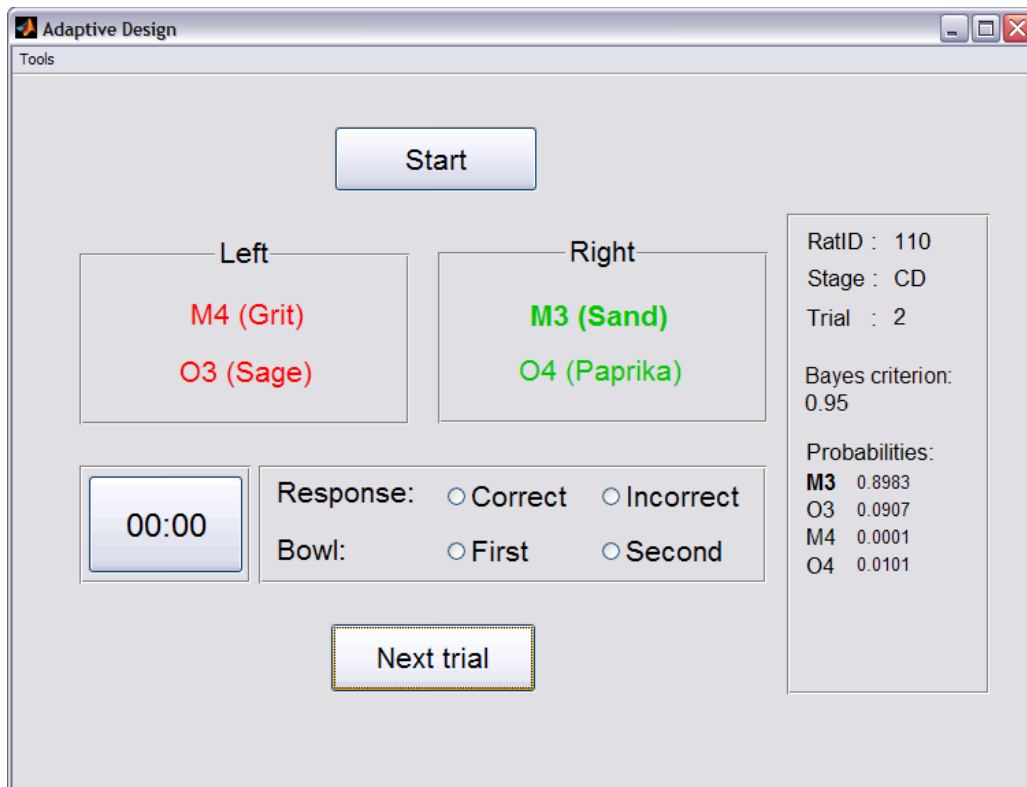 Adaptive Design
Tools
Start
Left
M4 (Grit)
O3 (Sage)
Right
M3 (Sand)
O4 (Paprika)
00:00
Response: Correct Incorrect
Bowl: First Second
Next trial
RatID : 110
Stage : CD
Trial : 2
Bayes criterion:
0.95
Probabilities:
M3 0.8983
O3 0.0907
M4 0.0001
O4 0.0101